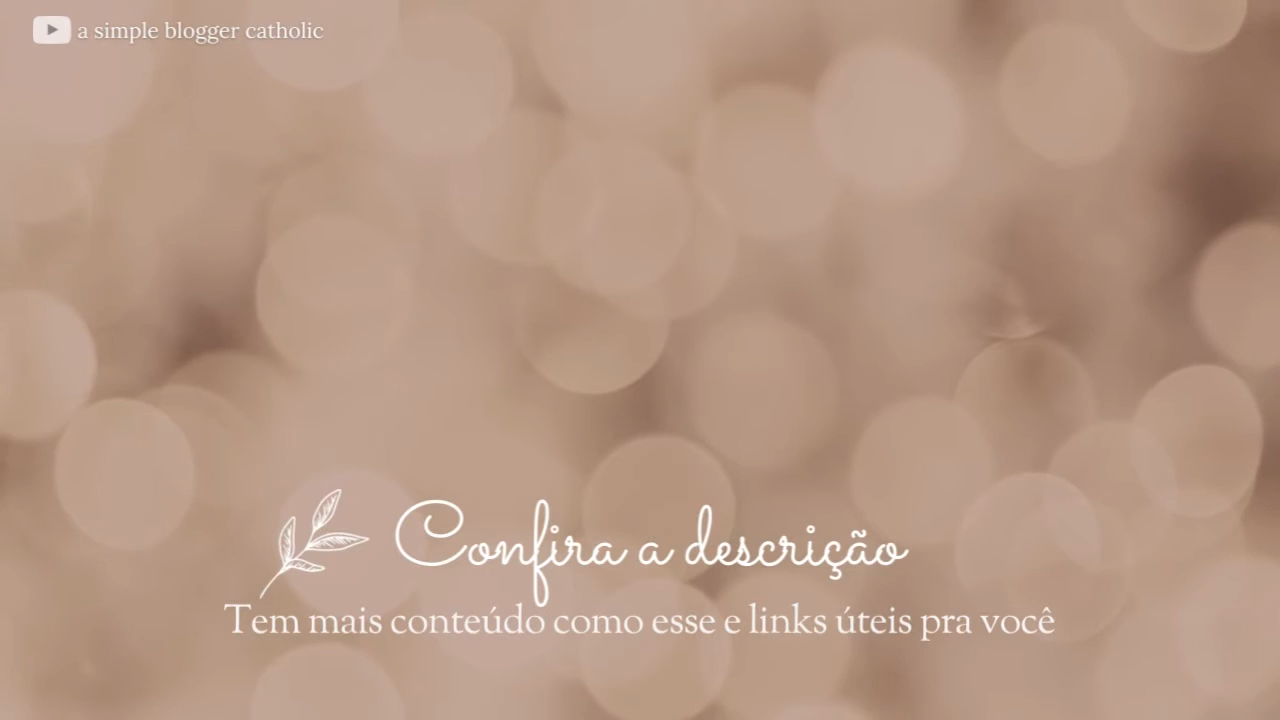 a simple blogger catholic
Confira a descrição
Tem mais conteúdo como esse e links úteis pra você